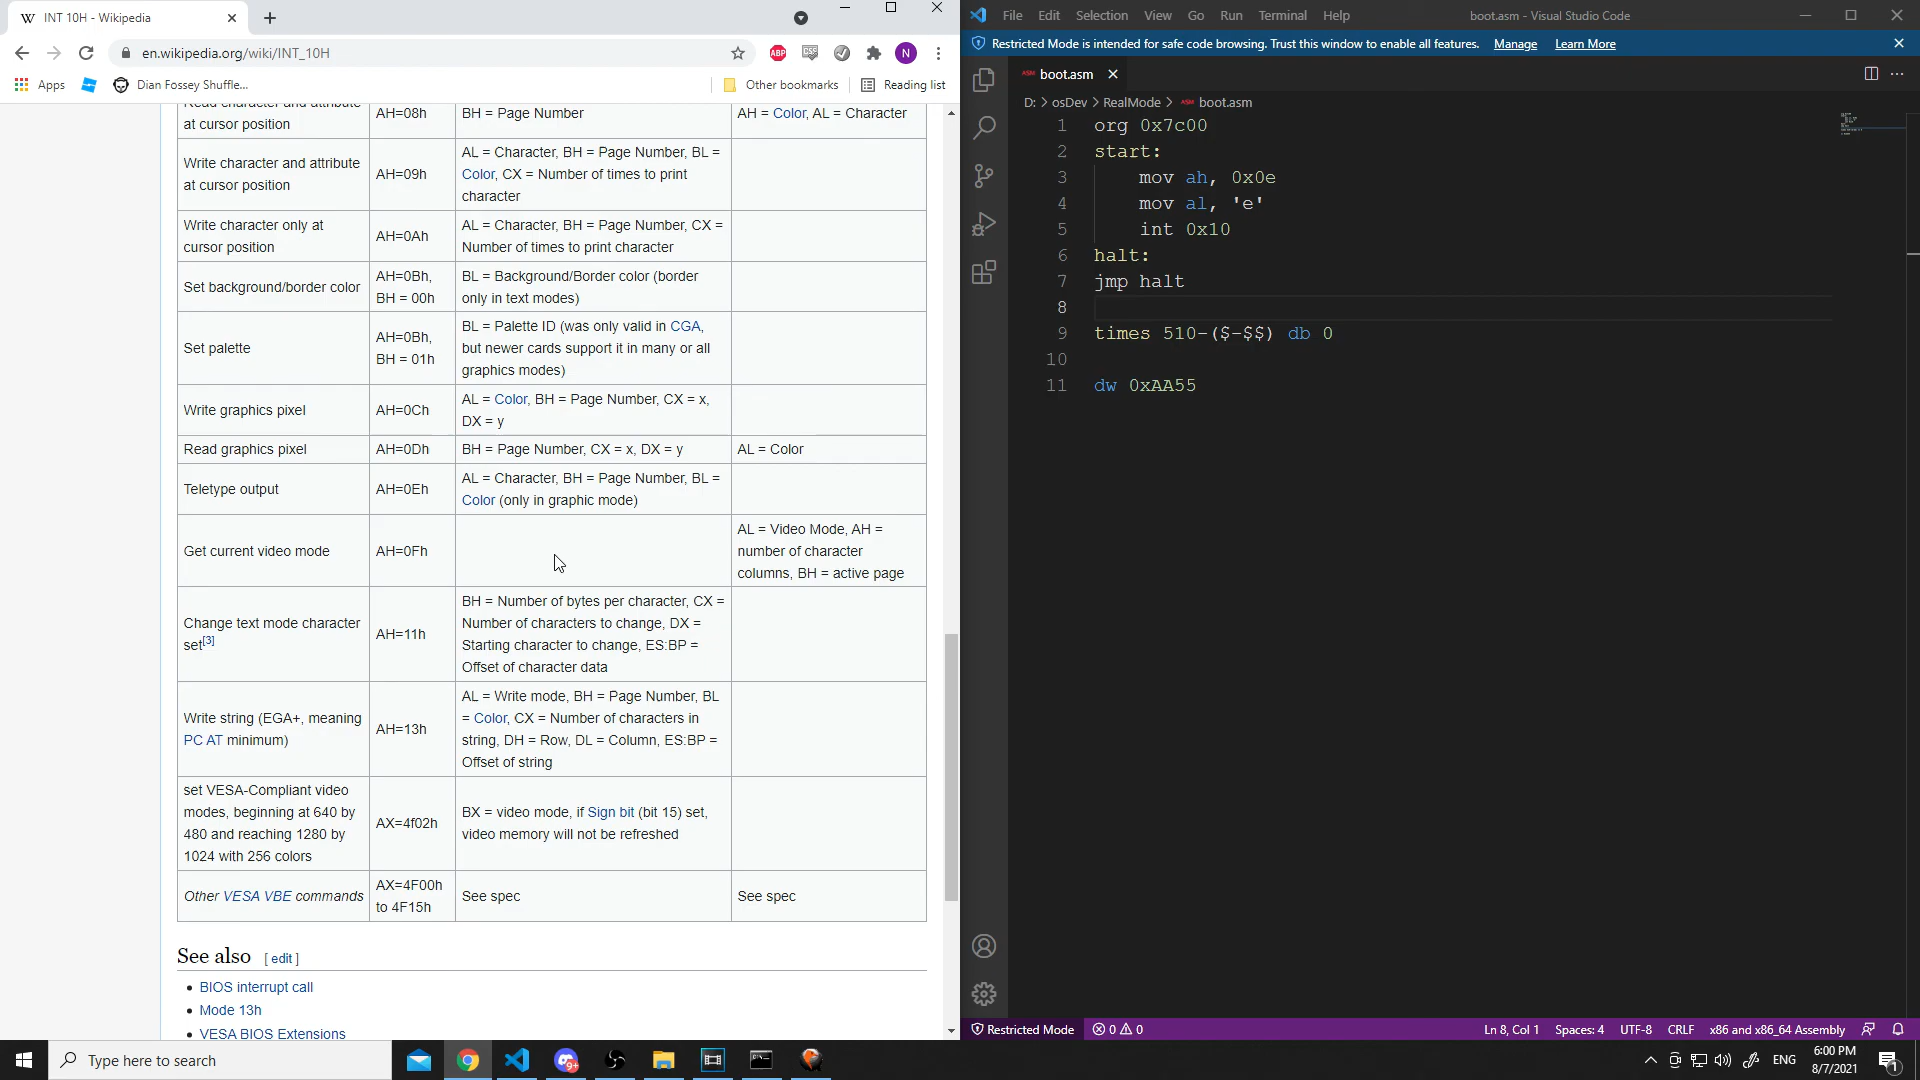 INT 10H - Wikipedia
en.wikipedia.org/wiki/INT_10H
Apps
Dian Fossey Shuffle...
Other bookmarks
Reading list
Read character and attribute
at cursor position
AH=08h
BH = Page Number
AH = Color, AL = Character
Write character and attribute
at cursor position
AH=09h
AL = Character, BH = Page Number, BL =
Color, CX = Number of times to print
character
Write character only at
cursor position
AH=0Ah
AL = Character, BH = Page Number, CX =
Number of times to print character
Set background/border color
AH=0Bh,
BH = 00h
BL = Background/Border color (border
only in text modes)
Set palette
AH=0Bh,
BH = 01h
BL = Palette ID (was only valid in CGA,
but newer cards support it in many or all
graphics modes)
Write graphics pixel
AH=0Ch
AL = Color, BH = Page Number, CX = x,
DX = y
Read graphics pixel
AH=0Dh
BH = Page Number, CX = x, DX = y
AL = Color
Teletype output
AH=0Eh
AL = Character, BH = Page Number, BL =
Color (only in graphic mode)
Get current video mode
AH=0Fh
AL = Video Mode, AH =
number of character
columns, BH = active page
Change text mode character
set[3]
AH=11h
BH = Number of bytes per character, CX =
Number of characters to change, DX =
Starting character to change, ES:BP =
Offset of character data
Write string (EGA+, meaning
PC AT minimum)
AH=13h
AL = Write mode, BH = Page Number, BL
= Color, CX = Number of characters in
string, DH = Row, DL = Column, ES:BP =
Offset of string
set VESA-Compliant video
modes, beginning at 640 by
480 and reaching 1280 by
1024 with 256 colors
AX=4f02h
BX = video mode, if Sign bit (bit 15) set,
video memory will not be refreshed
Other VESA VBE commands
AX=4F00h
to 4F15h
See spec
See spec
See also [ edit ]
BIOS interrupt call
Mode 13h
VESA BIOS Extensions
File Edit Selection View Go Run Terminal Help
boot.asm - Visual Studio Code
Restricted Mode is intended for safe code browsing. Trust this window to enable all features. Manage Learn More
boot.asm
D: > osDev > RealMode > boot.asm
1 org 0x7c00
2 start:
3 mov ah, 0x0e
4 mov al, 'e'
5 int 0x10
6 halt:
7 jmp halt
8
9 times 510-($-$$) db 0
10
11 dw 0xAA55
Restricted Mode
0 0
Ln 8, Col 1 Spaces: 4 UTF-8 CRLF x86 and x86_64 Assembly
Type here to search
ENG
6:00 PM
8/7/2021
1
N
ABP